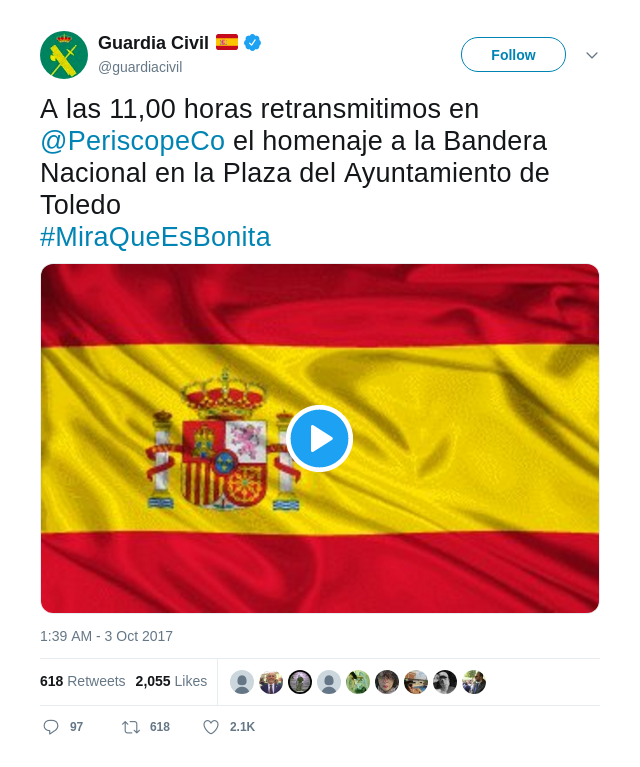 Guardia Civil
@guardiacivil
Follow
A las 11,00 horas retransmitimos en
@PeriscopeCo el homenaje a la Bandera
Nacional en la Plaza del Ayuntamiento de
Toledo
#MiraQueEsBonita
1:39 AM - 3 Oct 2017
618 Retweets 2,055 Likes
97 618 2.1K